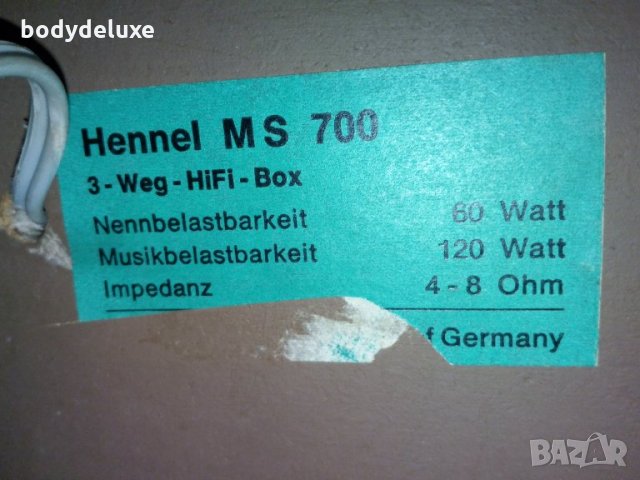 bodydeluxe
Hennel MS 700
3-Weg-HiFi-Box
Nennbelastbarkeit 60 Watt
Musikbelastbarkeit 120 Watt
Impedanz 4-8 Ohm
f Germany
BAZAR